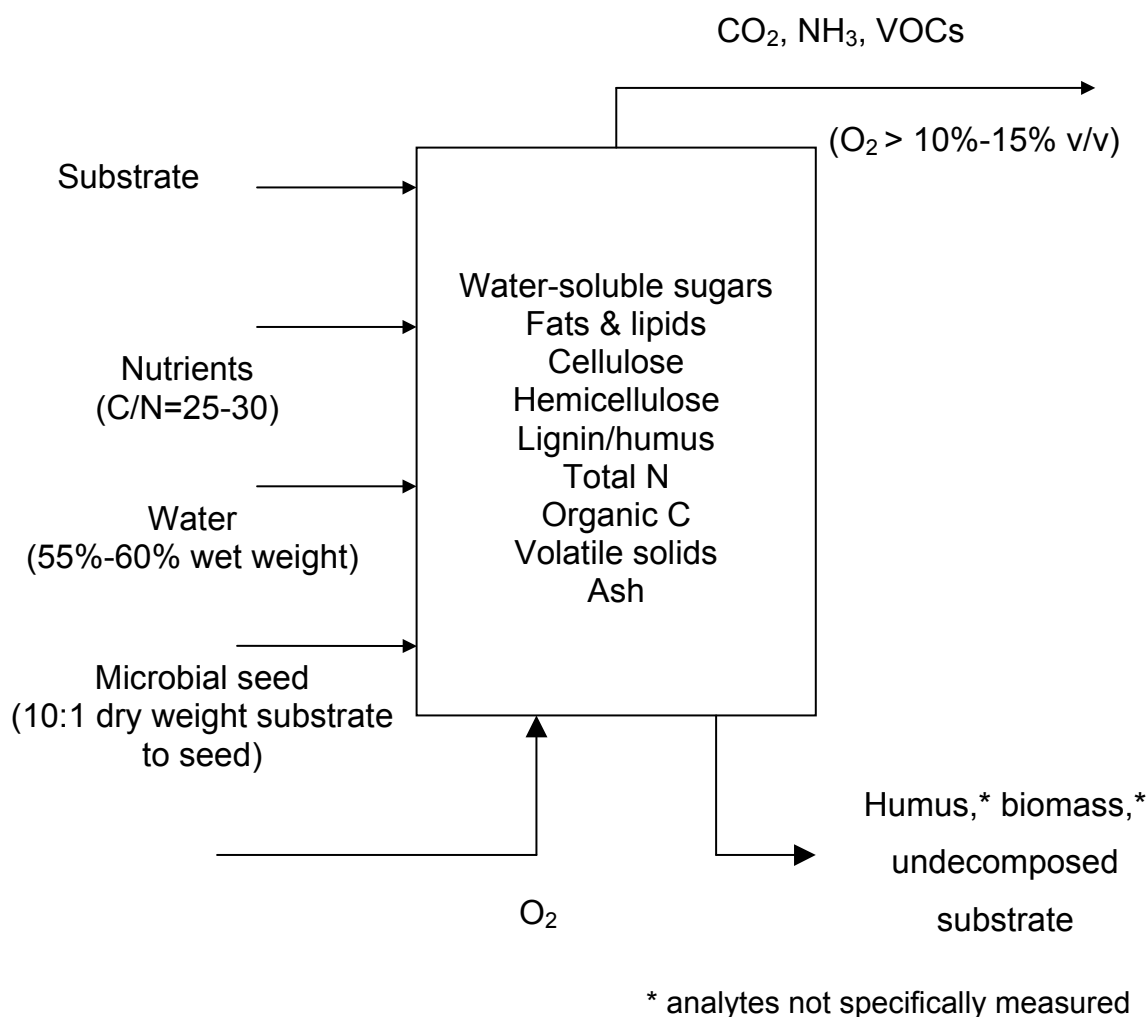 CO₂, NH₃, VOCs
(O₂ > 10%-15% v/v)
Substrate
Nutrients
(C/N=25-30)
Water
(55%-60% wet weight)
Microbial seed
(10:1 dry weight substrate
to seed)
Water-soluble sugars
Fats & lipids
Cellulose
Hemicellulose
Lignin/humus
Total N
Organic C
Volatile solids
Ash
O₂
Humus,* biomass,*
undecomposed
substrate
* analytes not specifically measured